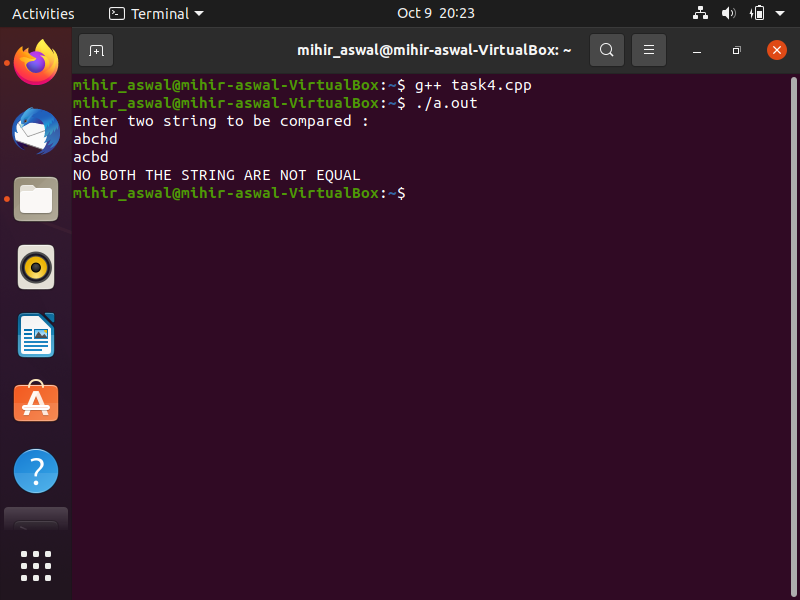 Activities Terminal Oct 9 20:23
mihir_aswal@mihir-aswal-VirtualBox: ~
mihir_aswal@mihir-aswal-VirtualBox:~$ g++ task4.cpp
mihir_aswal@mihir-aswal-VirtualBox:~$ ./a.out
Enter two string to be compared :
abchd
acbd
NO BOTH THE STRING ARE NOT EQUAL
mihir_aswal@mihir-aswal-VirtualBox:~$